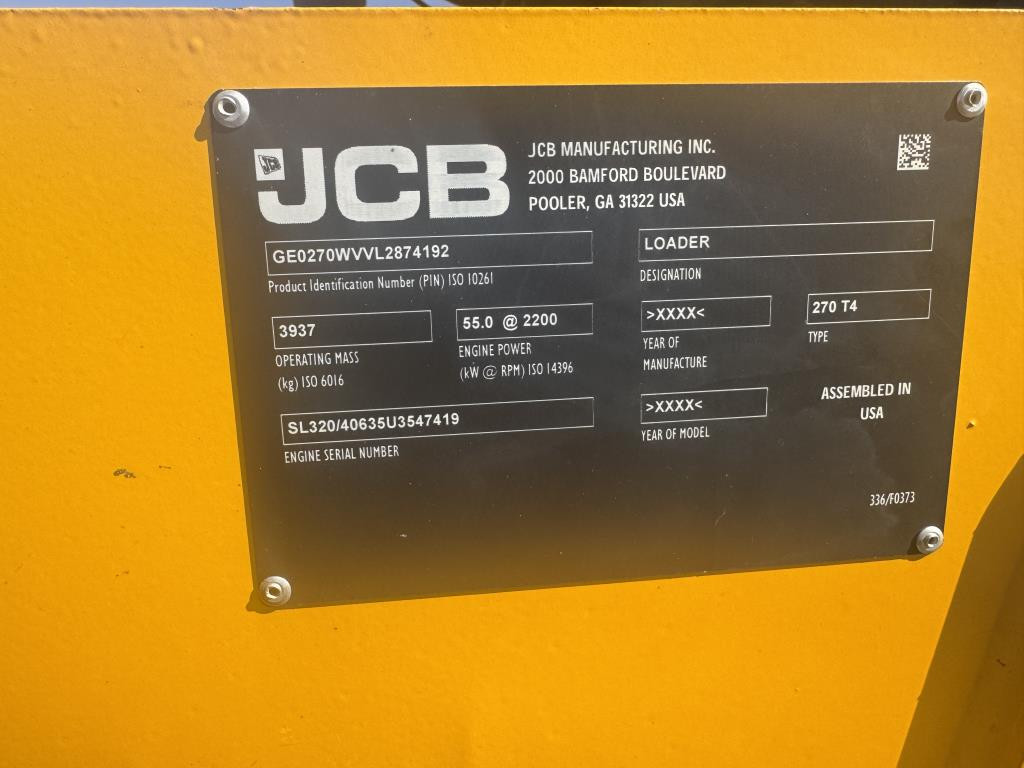 JCB
JCB MANUFACTURING INC.
2000 BAMFORD BOULEVARD
POOLER, GA 31322 USA
GE0270WVVL2874192
Product Identification Number (PIN) ISO 10261
LOADER
DESIGNATION
3937
OPERATING MASS
(kg) ISO 6016
55.0 @ 2200
ENGINE POWER
(kW @ RPM) ISO 14396
>XXXX<
YEAR OF
MANUFACTURE
270 T4
TYPE
SL320/40635U3547419
ENGINE SERIAL NUMBER
>XXXX<
YEAR OF MODEL
ASSEMBLED IN
USA
336/F0373